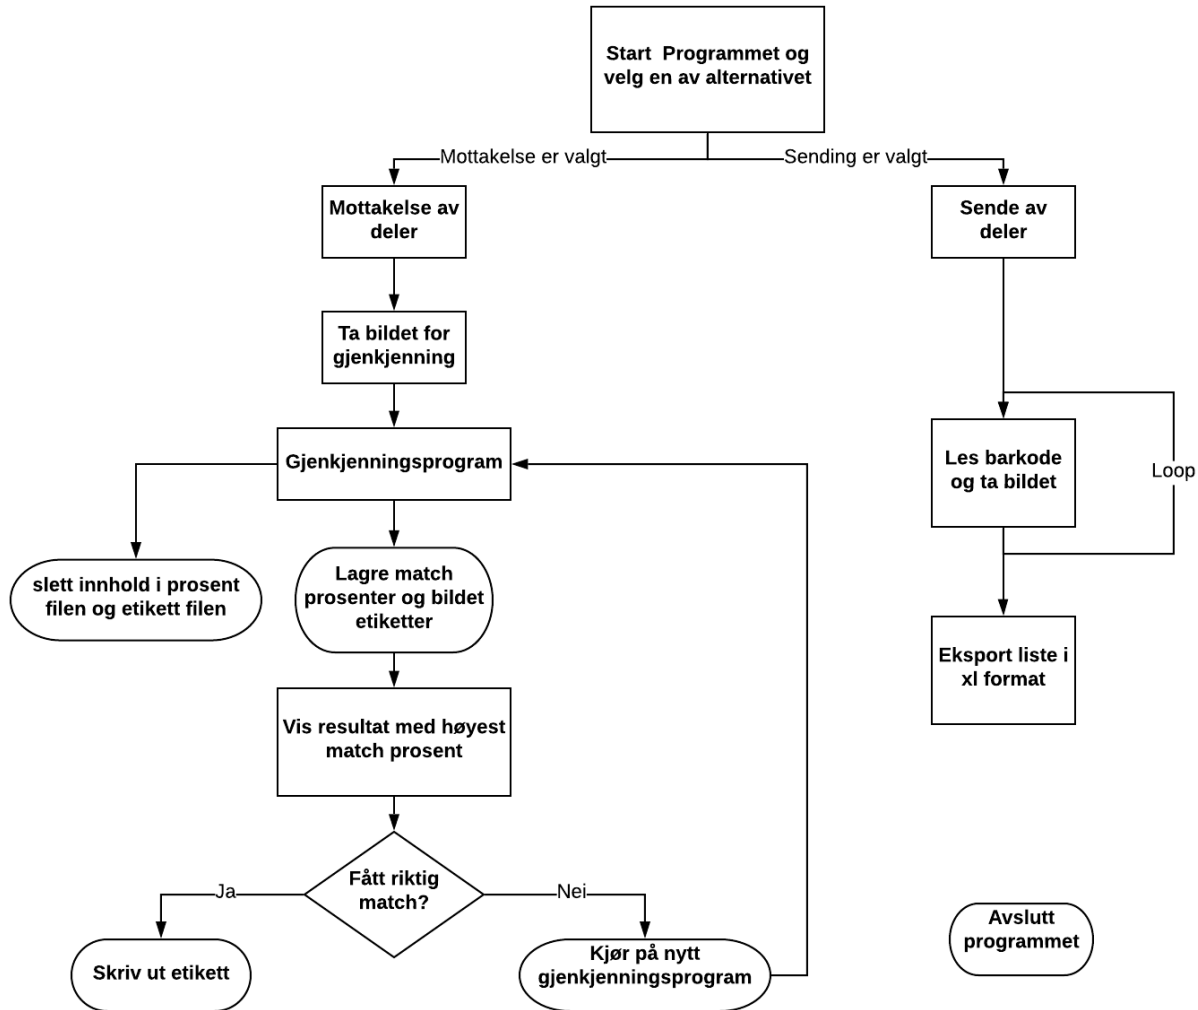 Start  Programmet og
velg en av alternativet
Mottakelse er valgt
Sending er valgt
Mottakelse av
deler
Sende av
deler
Ta bildet for
gjenkjenning
Gjenkjenningsprogram
Les barkode
og ta bildet
Loop
slett innhold i prosent
filen og etikett filen
Lagre match
prosenter og bildet
etiketter
Eksport liste i
xl format
Vis resultat med høyest
match prosent
Fått riktig
match?
Ja
Nei
Skriv ut etikett
Kjør på nytt
gjenkjenningsprogram
Avslutt
programmet